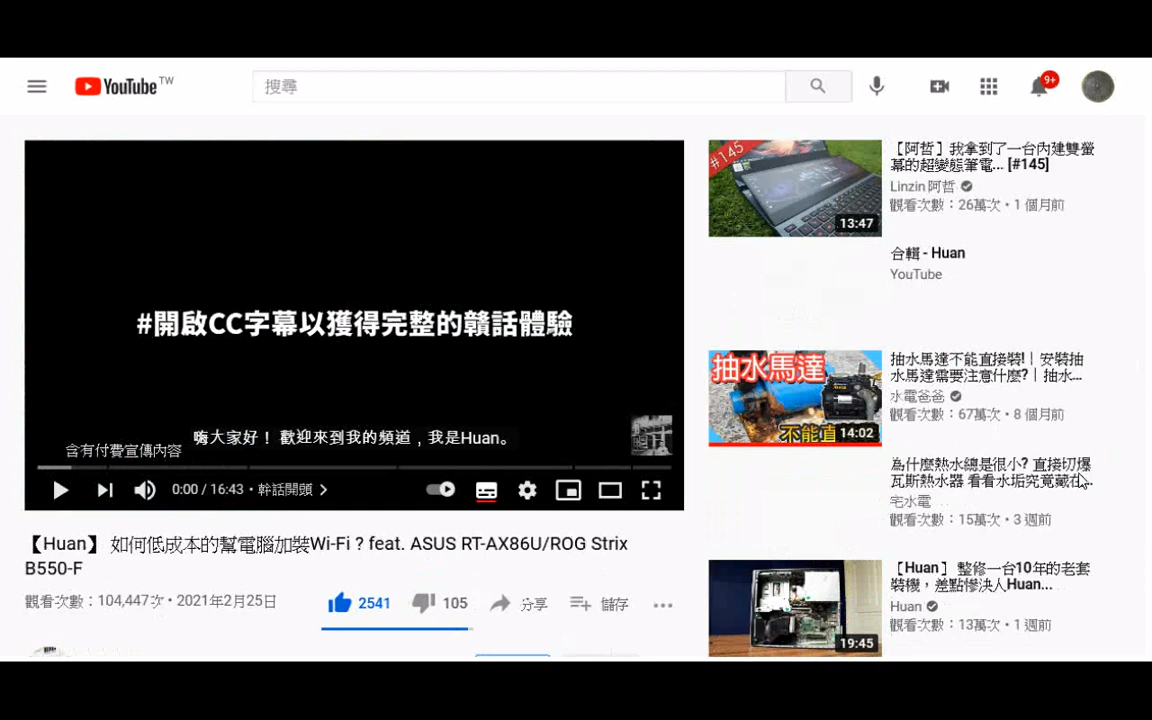 YouTube TW
搜尋
9+
#開啟CC字幕以獲得完整的贛話體驗
嗨大家好！ 歡迎來到我的頻道，我是Huan。
含有付費宣傳內容
0:00 / 16:43・幹話開頭
【Huan】 如何低成本的幫電腦加裝Wi-Fi ? feat. ASUS RT-AX86U/ROG Strix
B550-F
觀看次數：104,447次・2021年2月25日
2541
105
分享
儲存
#145
13:47
【阿哲】我拿到了一台內建雙螢
幕的超變態筆電... [#145]
Linzin 阿哲
觀看次數：26萬次・1 個月前
合輯 - Huan
YouTube
抽水馬達
不能直
14:02
抽水馬達不能直接裝!｜安裝抽
水馬達需要注意什麼?｜抽水...
水電爸爸
觀看次數：67萬次・8 個月前
為什麼熱水總是很小? 直接切爆
瓦斯熱水器 看看水垢究竟藏在...
宅水電
觀看次數：15萬次・3 週前
19:45
【Huan】 整修一台10年的老套
裝機，差點慘決人Huan...
Huan
觀看次數：13萬次・1 週前